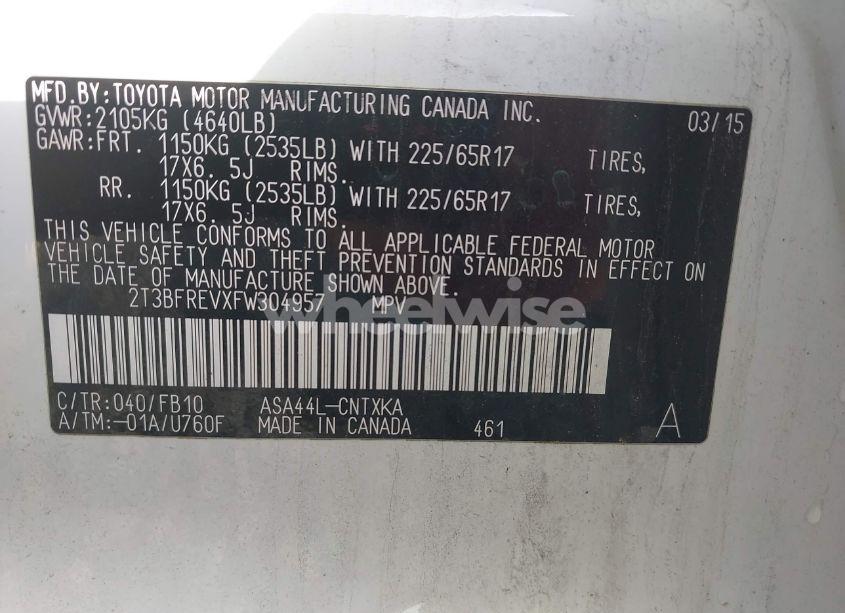 MFD.BY:TOYOTA MOTOR MANUFACTURING CANADA INC. 03/15
GVWR:2105KG (4640LB)
GAWR:FRT. 1150KG (2535LB) WITH 225/65R17 TIRES,
17X6. 5J RIMS.
RR. 1150KG (2535LB) WITH 225/65R17 TIRES,
17X6. 5J RIMS.
THIS VEHICLE CONFORMS TO ALL APPLICABLE FEDERAL MOTOR
VEHICLE SAFETY AND THEFT PREVENTION STANDARDS IN EFFECT ON
THE DATE OF MANUFACTURE SHOWN ABOVE.
2T3BFREVXFW304957 MPV
wheelwise
C/TR:040/FB10 ASA44L-CNTXKA
A/TM:-01A/U760F MADE IN CANADA 461 A